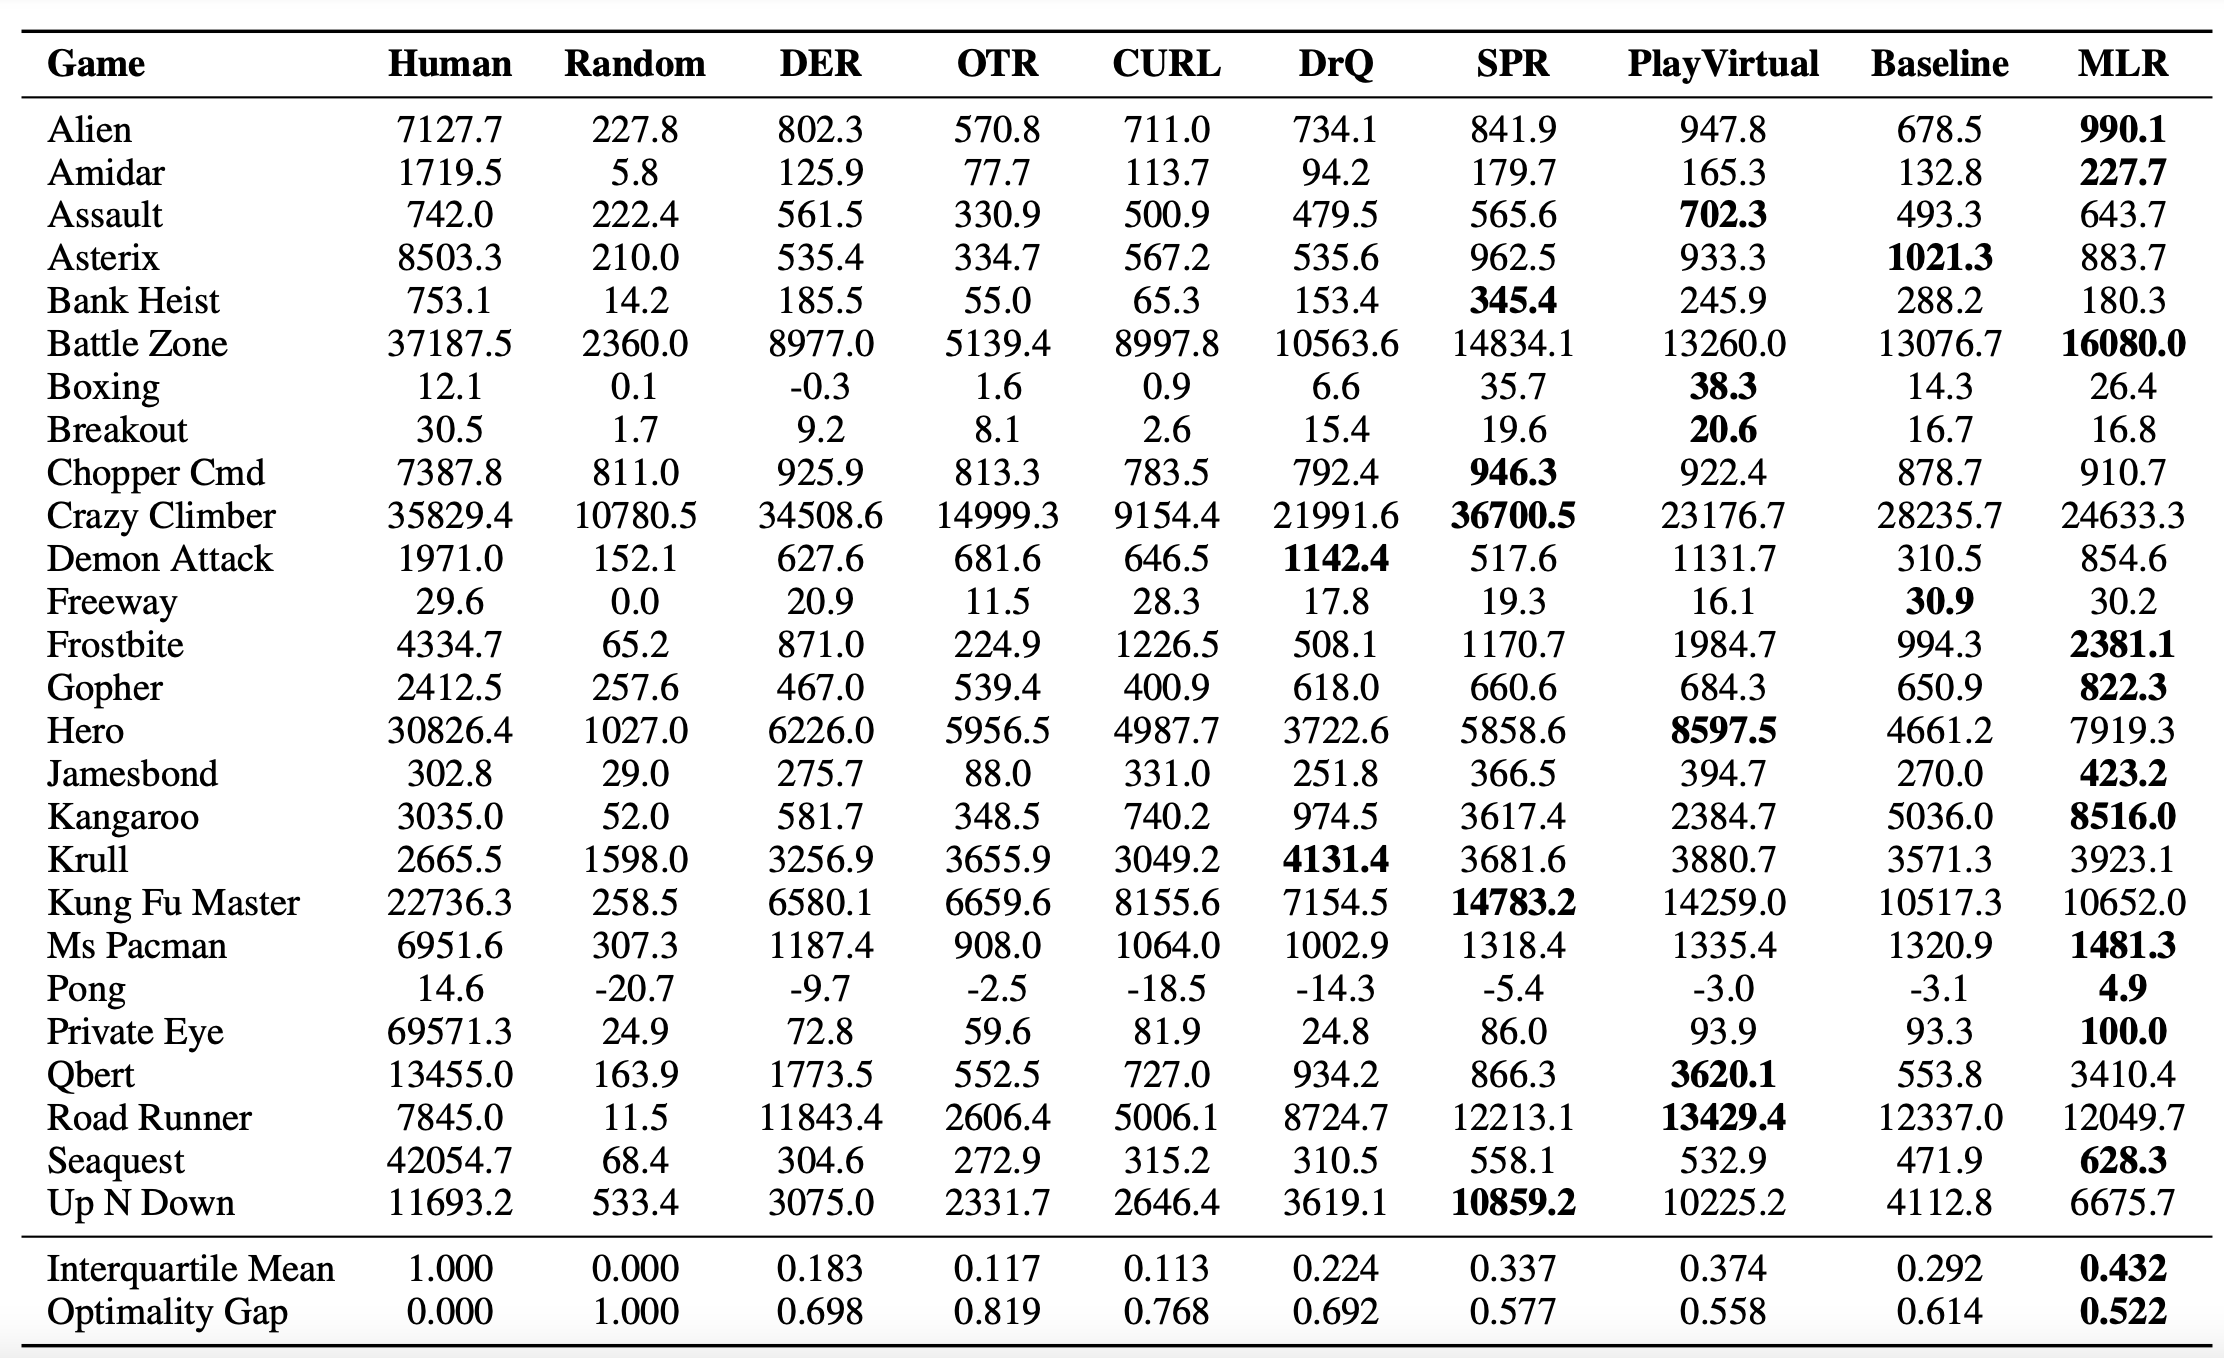 Game Human Random DER OTR CURL DrQ SPR PlayVirtual Baseline MLR
Alien 7127.7 227.8 802.3 570.8 711.0 734.1 841.9 947.8 678.5 990.1
Amidar 1719.5 5.8 125.9 77.7 113.7 94.2 179.7 165.3 132.8 227.7
Assault 742.0 222.4 561.5 330.9 500.9 479.5 565.6 702.3 493.3 643.7
Asterix 8503.3 210.0 535.4 334.7 567.2 535.6 962.5 933.3 1021.3 883.7
Bank Heist 753.1 14.2 185.5 55.0 65.3 153.4 345.4 245.9 288.2 180.3
Battle Zone 37187.5 2360.0 8977.0 5139.4 8997.8 10563.6 14834.1 13260.0 13076.7 16080.0
Boxing 12.1 0.1 -0.3 1.6 0.9 6.6 35.7 38.3 14.3 26.4
Breakout 30.5 1.7 9.2 8.1 2.6 15.4 19.6 20.6 16.7 16.8
Chopper Cmd 7387.8 811.0 925.9 813.3 783.5 792.4 946.3 922.4 878.7 910.7
Crazy Climber 35829.4 10780.5 34508.6 14999.3 9154.4 21991.6 36700.5 23176.7 28235.7 24633.3
Demon Attack 1971.0 152.1 627.6 681.6 646.5 1142.4 517.6 1131.7 310.5 854.6
Freeway 29.6 0.0 20.9 11.5 28.3 17.8 19.3 16.1 30.9 30.2
Frostbite 4334.7 65.2 871.0 224.9 1226.5 508.1 1170.7 1984.7 994.3 2381.1
Gopher 2412.5 257.6 467.0 539.4 400.9 618.0 660.6 684.3 650.9 822.3
Hero 30826.4 1027.0 6226.0 5956.5 4987.7 3722.6 5858.6 8597.5 4661.2 7919.3
Jamesbond 302.8 29.0 275.7 88.0 331.0 251.8 366.5 394.7 270.0 423.2
Kangaroo 3035.0 52.0 581.7 348.5 740.2 974.5 3617.4 2384.7 5036.0 8516.0
Krull 2665.5 1598.0 3256.9 3655.9 3049.2 4131.4 3681.6 3880.7 3571.3 3923.1
Kung Fu Master 22736.3 258.5 6580.1 6659.6 8155.6 7154.5 14783.2 14259.0 10517.3 10652.0
Ms Pacman 6951.6 307.3 1187.4 908.0 1064.0 1002.9 1318.4 1335.4 1320.9 1481.3
Pong 14.6 -20.7 -9.7 -2.5 -18.5 -14.3 -5.4 -3.0 -3.1 4.9
Private Eye 69571.3 24.9 72.8 59.6 81.9 24.8 86.0 93.9 93.3 100.0
Qbert 13455.0 163.9 1773.5 552.5 727.0 934.2 866.3 3620.1 553.8 3410.4
Road Runner 7845.0 11.5 11843.4 2606.4 5006.1 8724.7 12213.1 13429.4 12337.0 12049.7
Seaquest 42054.7 68.4 304.6 272.9 315.2 310.5 558.1 532.9 471.9 628.3
Up N Down 11693.2 533.4 3075.0 2331.7 2646.4 3619.1 10859.2 10225.2 4112.8 6675.7
Interquartile Mean 1.000 0.000 0.183 0.117 0.113 0.224 0.337 0.374 0.292 0.432
Optimality Gap 0.000 1.000 0.698 0.819 0.768 0.692 0.577 0.558 0.614 0.522